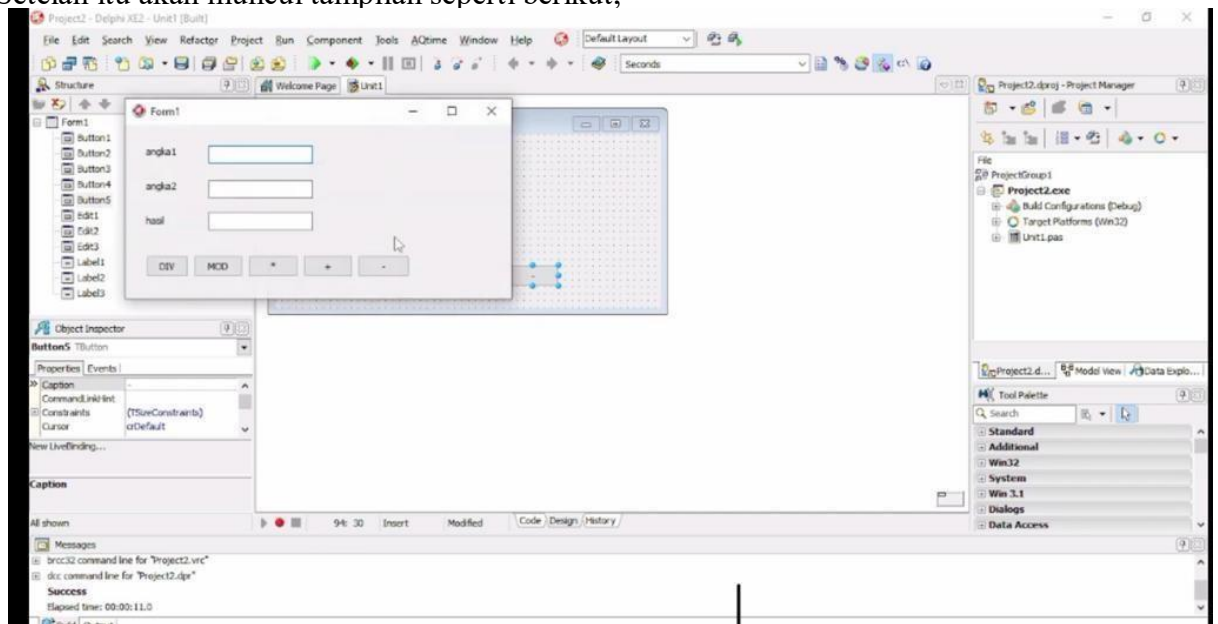 Setelah itu akan muncul tampilan seperti berikut;
Project2 - Delphi XE2 - Unit1 [Built]
File Edit Search View Refactor Project Run Component Tools AQtime Window Help
Default Layout
Seconds
Structure
Welcome Page
Unit1
Project2.dproj - Project Manager
Form1
Button1
Button2
Button3
Button4
Button5
Edit1
Edit2
Edit3
Label1
Label2
Label3
Form1
angka1
angka2
hasil
DIV MOD * + -
File
ProjectGroup1
Project2.exe
Build Configurations (Debug)
Target Platforms (Win32)
Unit1.pas
Object Inspector
Button5 TButton
Properties Events
Caption -
CommandLinkHint
Constraints (TSizeConstraints)
Cursor crDefault
New LiveBinding...
Caption
All shown
94: 30 Insert Modified Code Design History
Project2.d... Model View Data Explo...
Tool Palette
Search
Standard
Additional
Win32
System
Win 3.1
Dialogs
Data Access
Messages
brcc32 command line for "Project2.vrc"
dcc command line for "Project2.dpr"
Success
Elapsed time: 00:00:11.0
Build Output